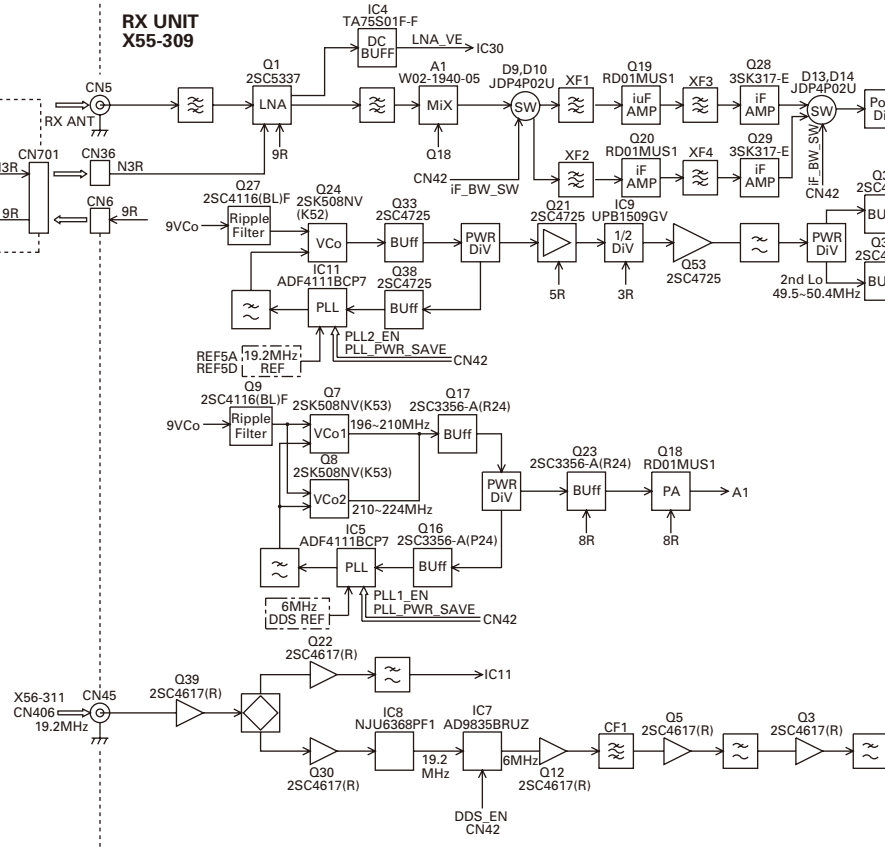 RX UNIT
X55-309
IC4
TA75S01F-F
DC
BUFF
LNA_VE
IC30
CN5
RX ANT
Q1
2SC5337
LNA
9R
A1
W02-1940-05
MiX
Q18
D9,D10
JDP4P02U
SW
CN42
iF_BW_SW
XF1
Q19
RD01MUS1
iuF
AMP
XF3
Q28
3SK317-E
iF
AMP
D13,D14
JDP4P02U
SW
iF_BW_SW
CN42
XF2
Q20
RD01MUS1
iF
AMP
XF4
Q29
3SK317-E
iF
AMP
CN701
N3R
CN36
N3R
9R
CN6
9R
Q27
2SC4116(BL)F
9VCo
Ripple
Filter
Q24
2SK508NV
(K52)
VCo
Q33
2SC4725
BUff
PWR
DiV
Q21
2SC4725
5R
IC9
UPB1509GV
1/2
DiV
3R
Q53
2SC4725
PWR
DiV
2nd Lo
49.5~50.4MHz
IC11
ADF4111BCP7
PLL
Q38
2SC4725
BUff
PLL2_EN
PLL_PWR_SAVE
CN42
REF5A
REF5D
19.2MHz
REF
Q9
2SC4116(BL)F
9VCo
Ripple
Filter
Q7
2SK508NV(K53)
VCo1
196~210MHz
Q17
2SC3356-A(R24)
BUff
Q8
2SK508NV(K53)
VCo2
210~224MHz
PWR
DiV
Q23
2SC3356-A(R24)
BUff
8R
Q18
RD01MUS1
PA
8R
A1
IC5
ADF4111BCP7
PLL
Q16
2SC3356-A(P24)
BUff
PLL1_EN
PLL_PWR_SAVE
CN42
6MHz
DDS REF
Q22
2SC4617(R)
IC11
X56-311
CN406
19.2MHz
CN45
Q39
2SC4617(R)
Q30
2SC4617(R)
IC8
NJU6368PF1
19.2
MHz
IC7
AD9835BRUZ
6MHz
DDS_EN
CN42
Q12
2SC4617(R)
CF1
Q5
2SC4617(R)
Q3
2SC4617(R)